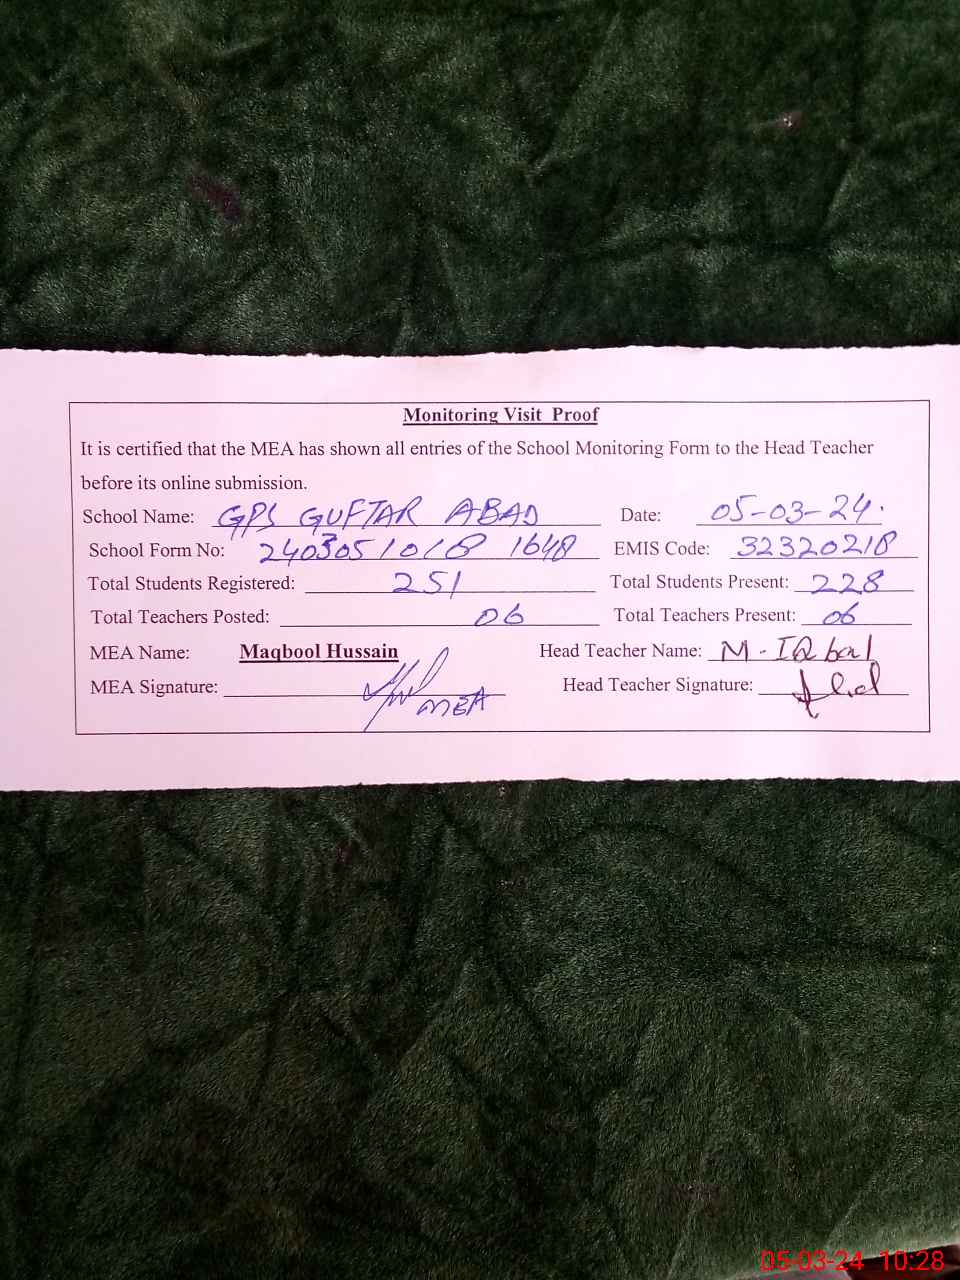 Monitoring Visit Proof
It is certified that the MEA has shown all entries of the School Monitoring Form to the Head Teacher
before its online submission.
School Name: GPS GUFTAR ABAD Date: 05-03-24.
School Form No: 240305 1018 1648 EMIS Code: 32320218
Total Students Registered: 251 Total Students Present: 228
Total Teachers Posted: 06 Total Teachers Present: 06
MEA Name: Maqbool Hussain Head Teacher Name: M-IQbal
MEA Signature: MEA Head Teacher Signature:
05-03-24 10:28